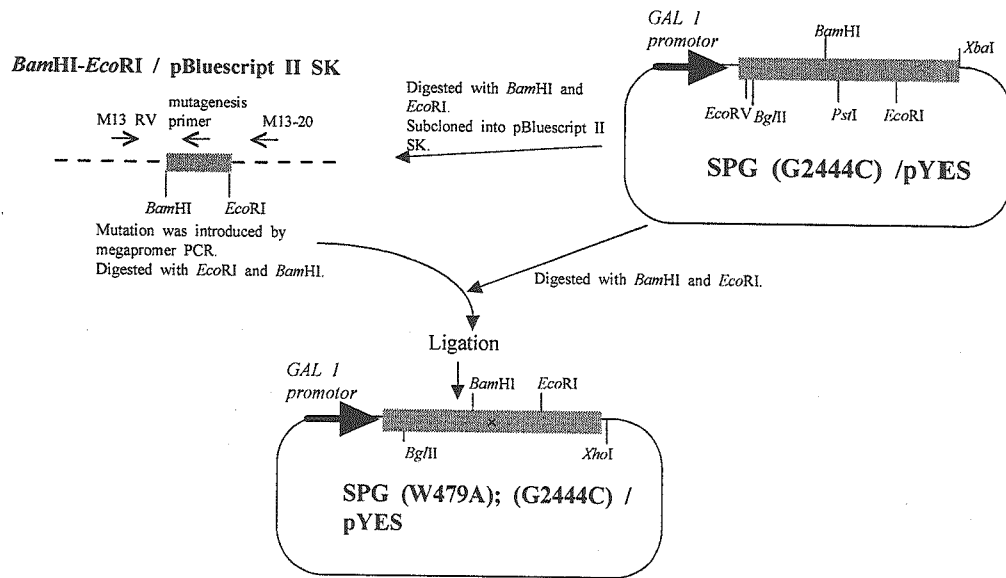 BamHI-EcoRI / pBluescript II SK
M13 RV
mutagenesis
primer
M13-20
BamHI
EcoRI
Mutation was introduced by
megapromer PCR.
Digested with EcoRI and BamHI.
Digested with BamHI and
EcoRI.
Subcloned into pBluescript II
SK.
GAL 1
promotor
BamHI
XbaI
EcoRV
BglII
PstI
EcoRI
SPG (G2444C) /pYES
Digested with BamHI and EcoRI.
Ligation
GAL 1
promotor
BamHI
EcoRI
x
BglII
XhoI
SPG (W479A); (G2444C) /
pYES